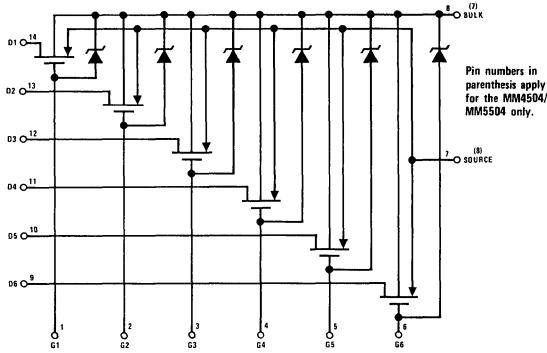 8 (7)
BULK
D1 14
Pin numbers in
parenthesis apply
for the MM4504/
MM5504 only.
D2 13
D3 12
7 (8)
SOURCE
D4 11
D5 10
D6 9
1 2 3 4 5 6
G1 G2 G3 G4 G5 G6